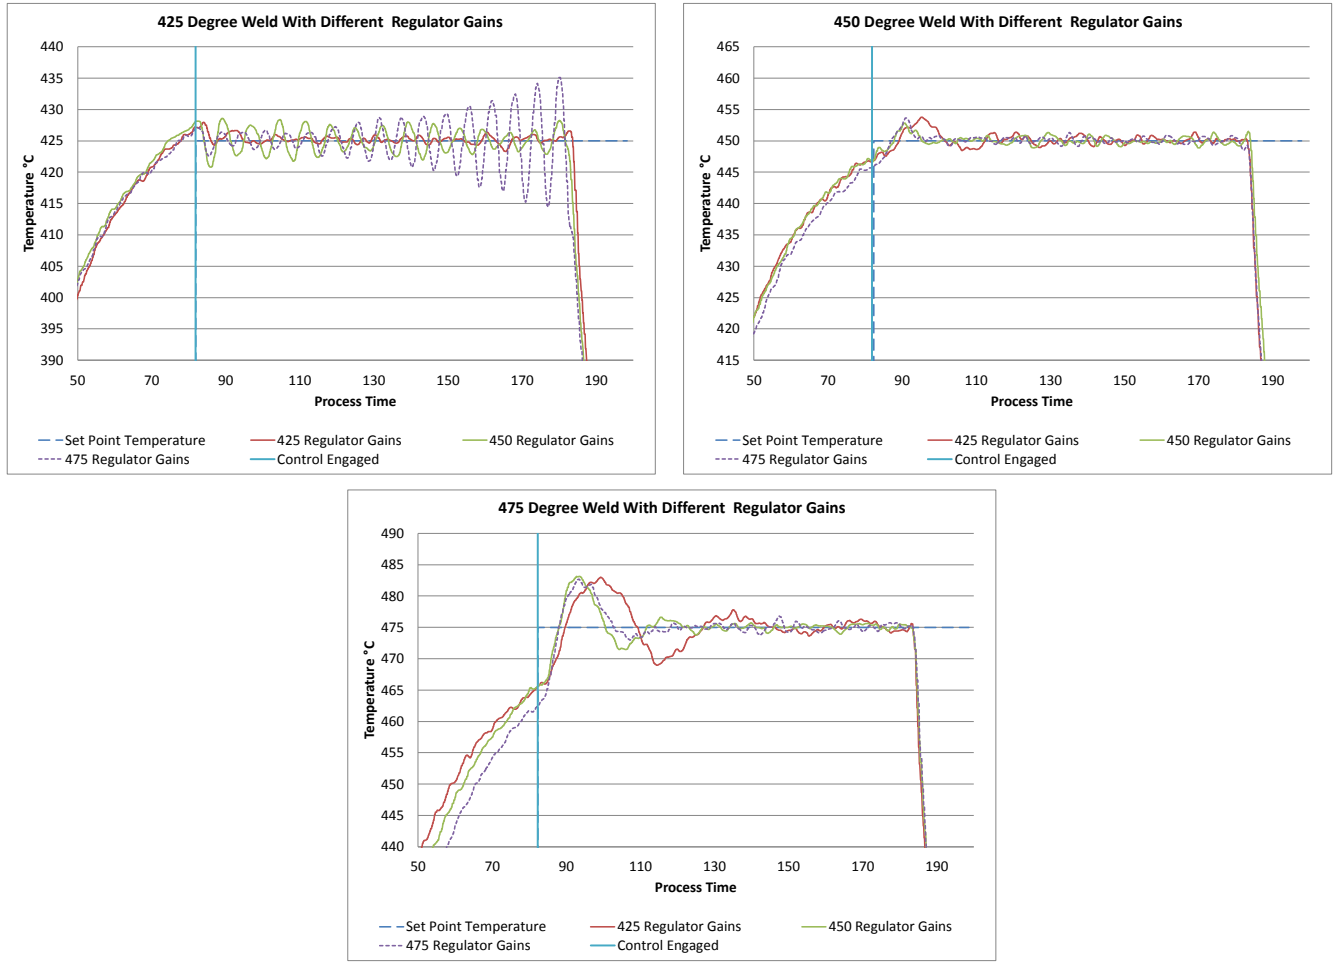 425 Degree Weld With Different Regulator Gains
440
435
430
425
420
415
410
405
400
395
390
Temperature °C
50 70 90 110 130 150 170 190
Process Time
Set Point Temperature 425 Regulator Gains 450 Regulator Gains
475 Regulator Gains Control Engaged
450 Degree Weld With Different Regulator Gains
465
460
455
450
445
440
435
430
425
420
415
Temperature °C
50 70 90 110 130 150 170 190
Process Time
Set Point Temperature 425 Regulator Gains 450 Regulator Gains
475 Regulator Gains Control Engaged
475 Degree Weld With Different Regulator Gains
490
485
480
475
470
465
460
455
450
445
440
Temperature °C
50 70 90 110 130 150 170 190
Process Time
Set Point Temperature 425 Regulator Gains 450 Regulator Gains
475 Regulator Gains Control Engaged